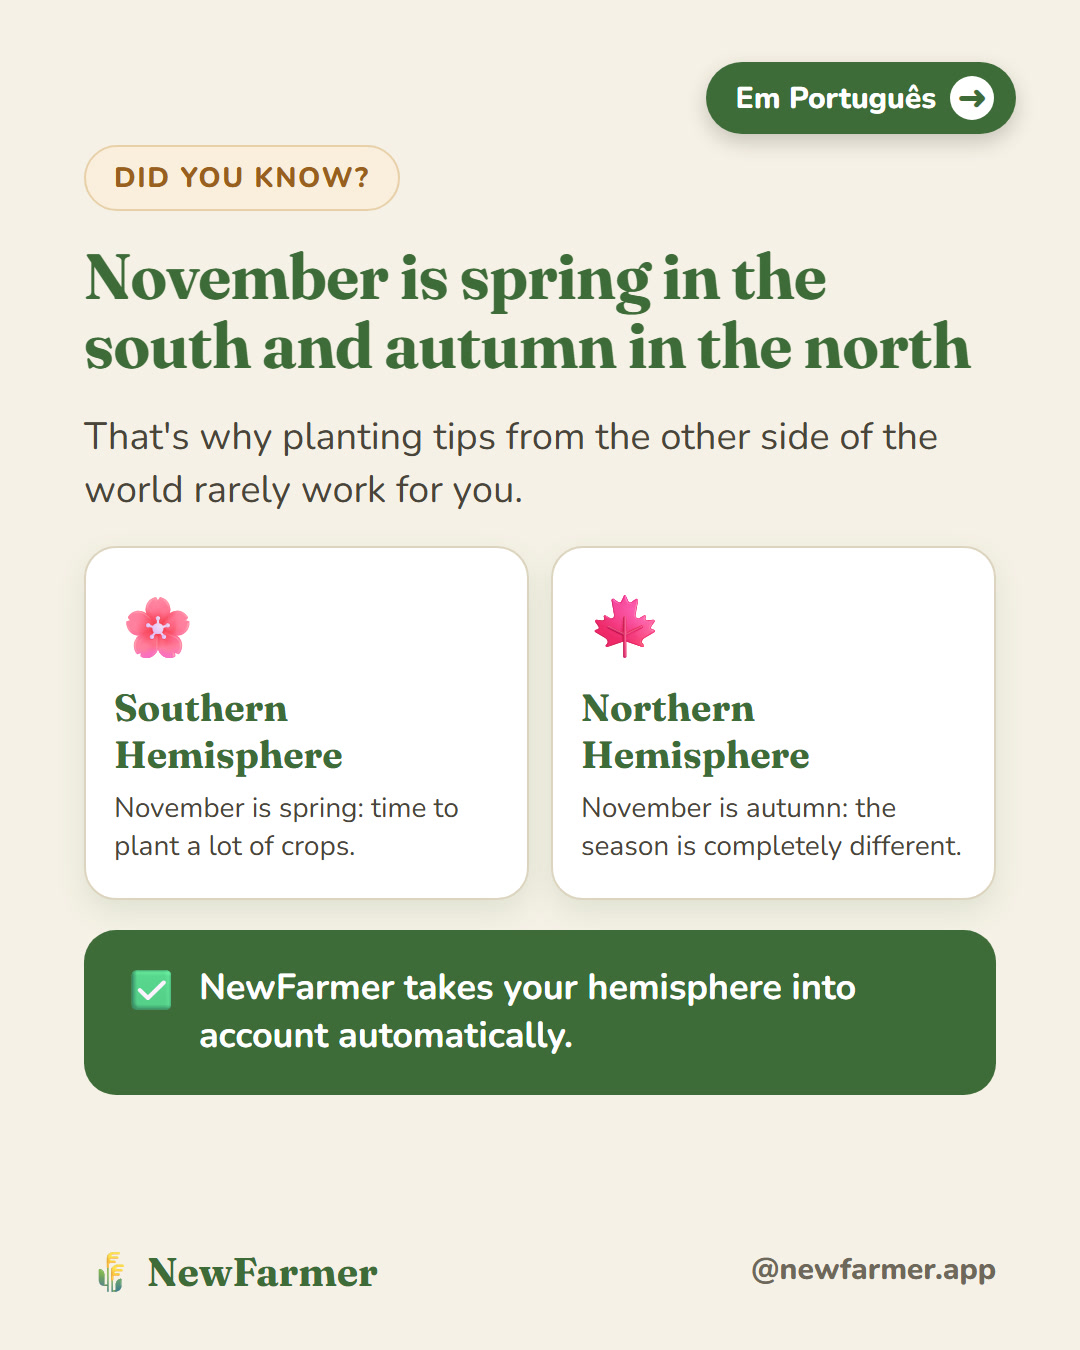 Em Português
DID YOU KNOW?
November is spring in the
south and autumn in the north
That's why planting tips from the other side of the
world rarely work for you.
Southern
Hemisphere
November is spring: time to
plant a lot of crops.
Northern
Hemisphere
November is autumn: the
season is completely different.
NewFarmer takes your hemisphere into
account automatically.
NewFarmer
@newfarmer.app